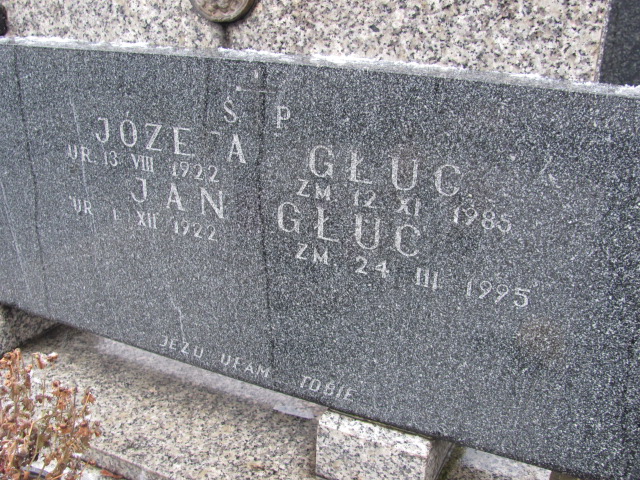 Ś P
JÓZEFA GŁUC
UR. 13 VIII 1922 ZM. 12 XI 1985
JAN GŁUC
UR 1 XII 1922 ZM. 24 III 1995
JEZU UFAM TOBIE